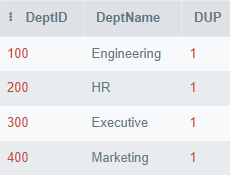 DeptID DeptName DUP
100 Engineering 1
200 HR 1
300 Executive 1
400 Marketing 1